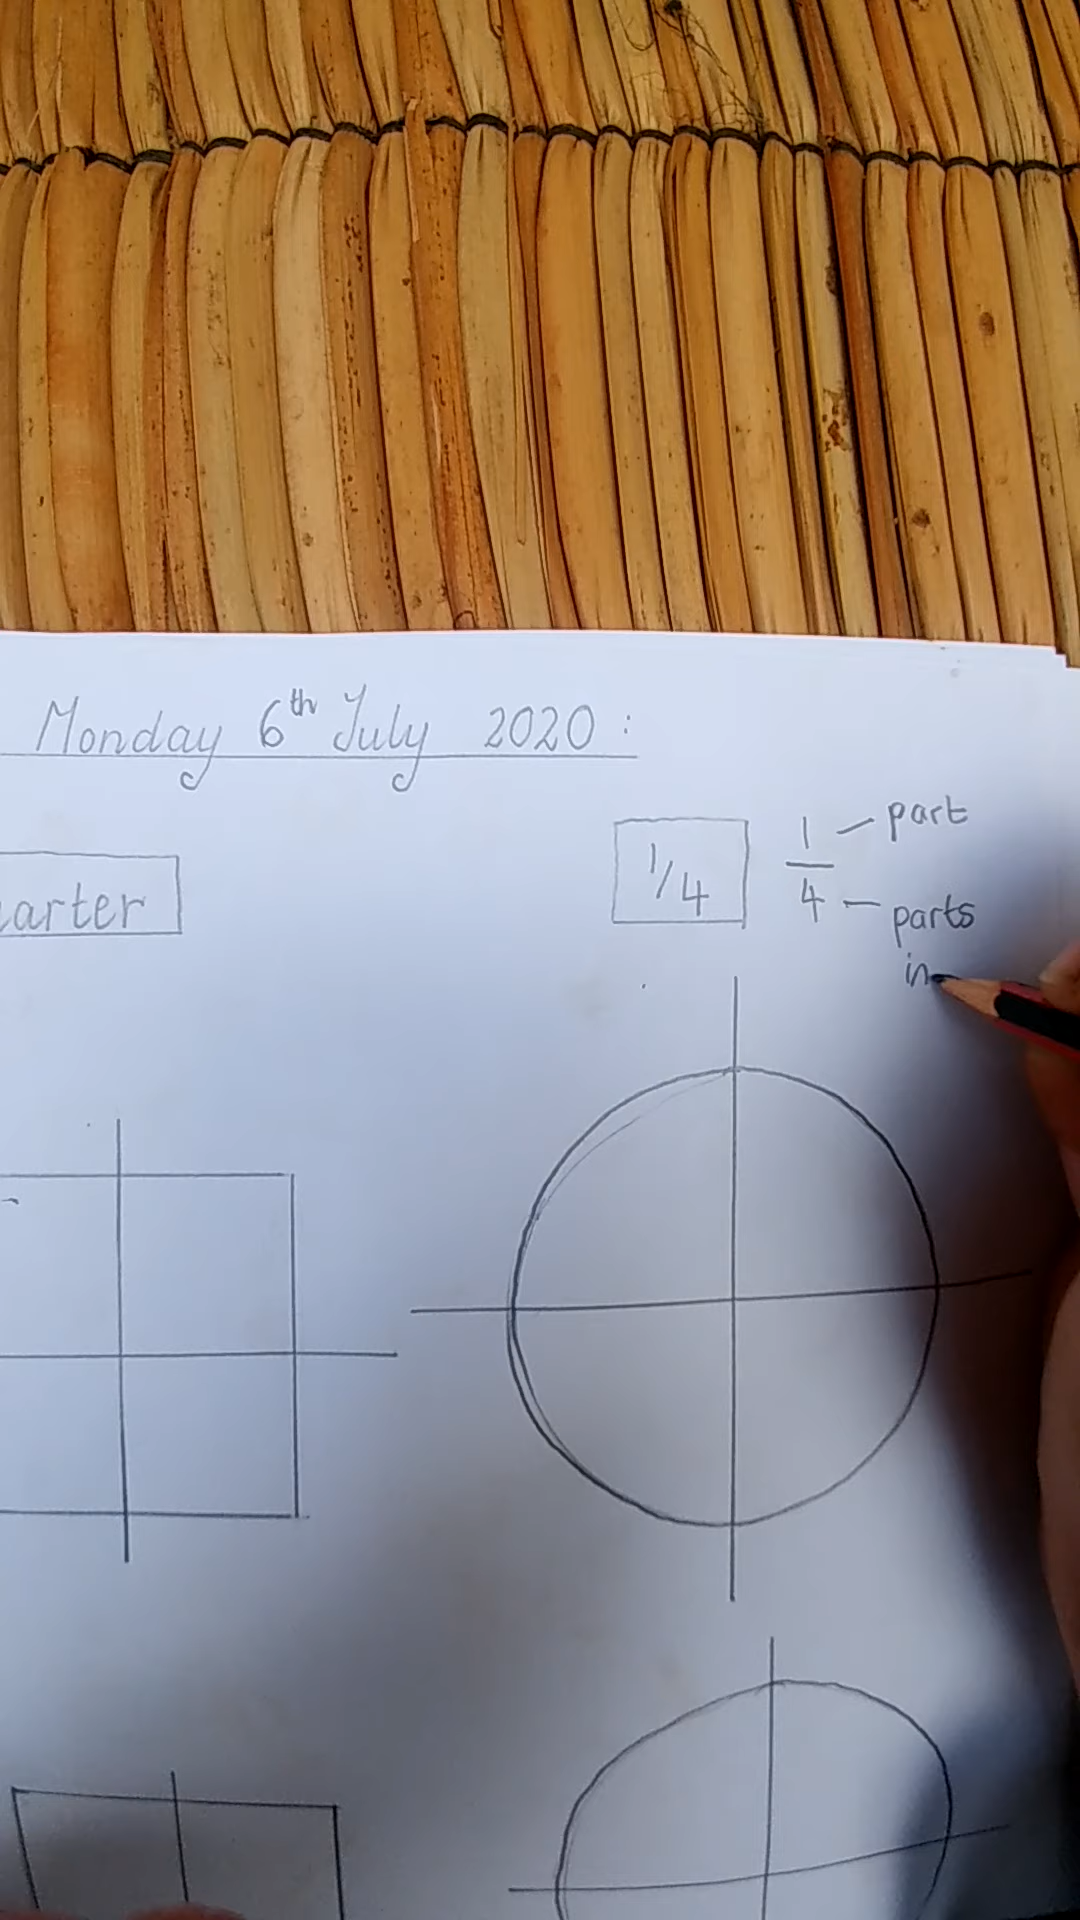 Monday 6th July 2020 :
arter
1/4
1 — part
4 — parts
in